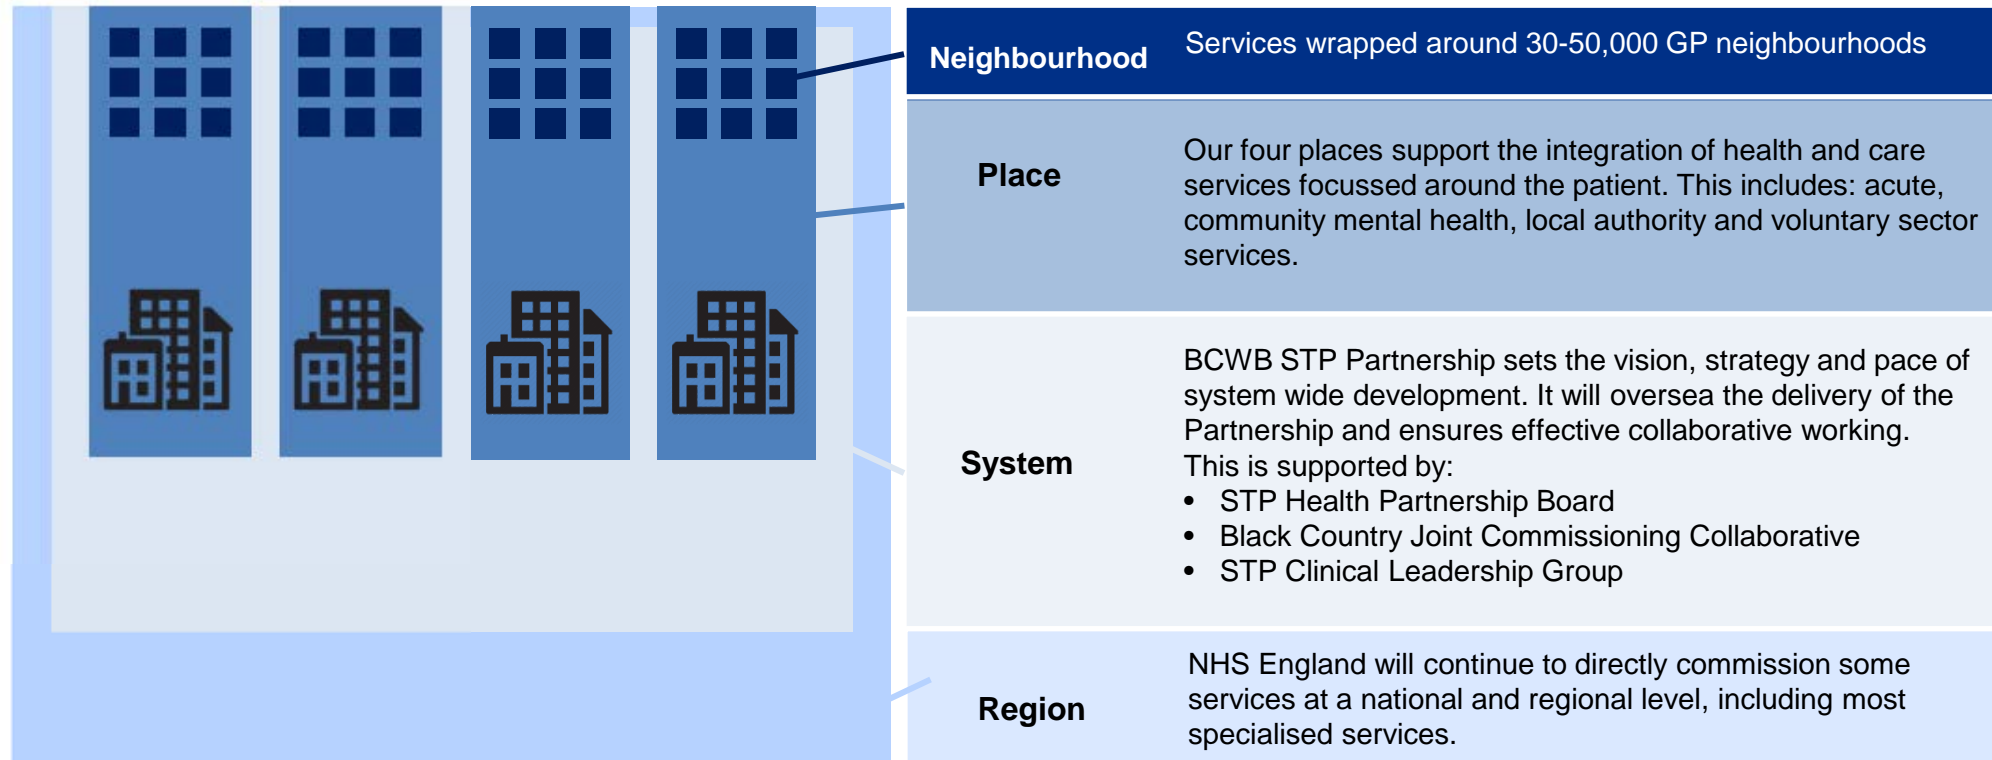 Neighbourhood
Services wrapped around 30-50,000 GP neighbourhoods
Place
Our four places support the integration of health and care
services focussed around the patient. This includes: acute,
community mental health, local authority and voluntary sector
services.
System
BCWB STP Partnership sets the vision, strategy and pace of
system wide development. It will oversea the delivery of the
Partnership and ensures effective collaborative working.
This is supported by:
• STP Health Partnership Board
• Black Country Joint Commissioning Collaborative
• STP Clinical Leadership Group
Region
NHS England will continue to directly commission some
services at a national and regional level, including most
specialised services.